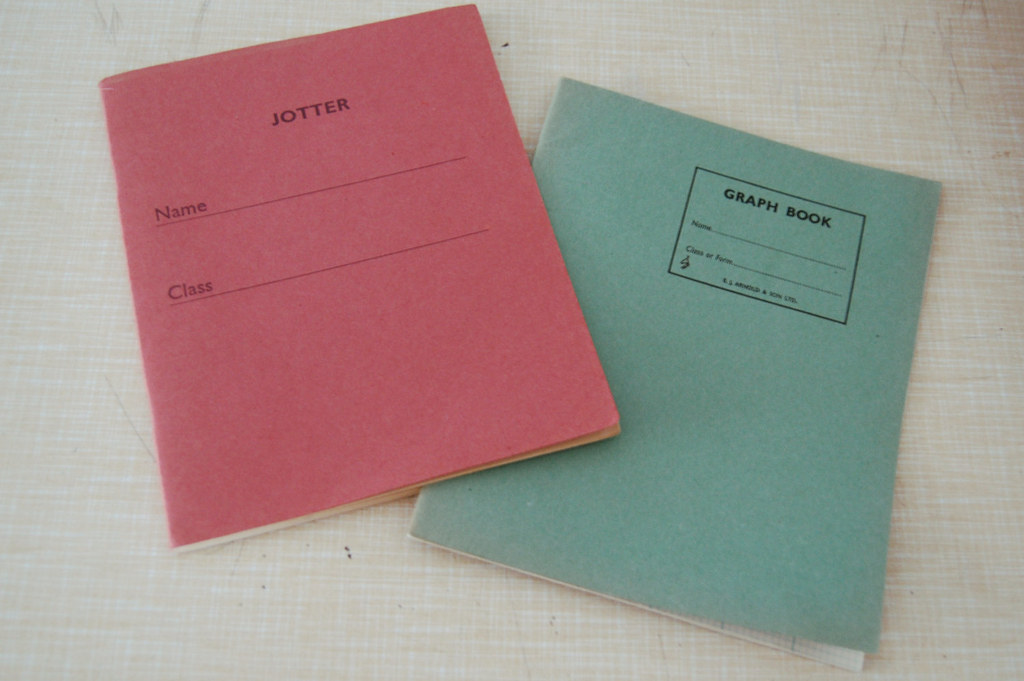 JOTTER
Name
Class
GRAPH BOOK
Name
Class or Form
E. J. ARNOLD & SON LTD.